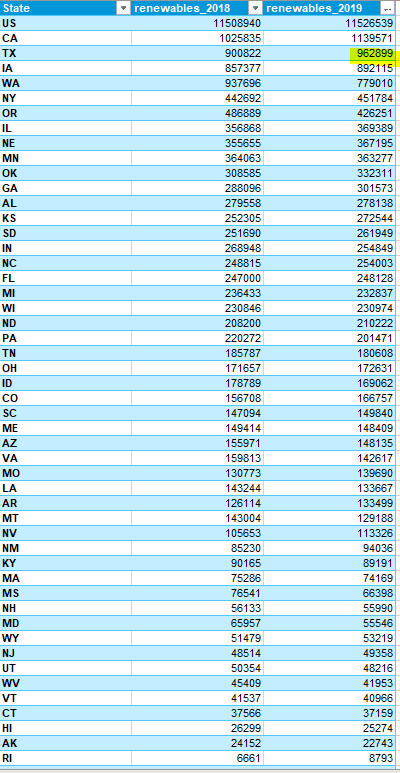 State renewables_2018 renewables_2019 ...
US 11508940 11526539
CA 1025835 1139571
TX 900822 962899
IA 857377 892115
WA 937696 779010
NY 442692 451784
OR 486889 426251
IL 356868 369389
NE 355655 367195
MN 364063 363277
OK 308585 332311
GA 288096 301573
AL 279558 278138
KS 252305 272544
SD 251690 261949
IN 268948 254849
NC 248815 254003
FL 247000 248128
MI 236433 232837
WI 230846 230974
ND 208200 210222
PA 220272 201471
TN 185787 180608
OH 171657 172631
ID 178789 169062
CO 156708 166757
SC 147094 149840
ME 149414 148409
AZ 155971 148135
VA 159813 142617
MO 130773 139690
LA 143244 133667
AR 126114 133499
MT 143004 129188
NV 105653 113326
NM 85230 94036
KY 90165 89191
MA 75286 74169
MS 76541 66398
NH 56133 55990
MD 65957 55546
WY 51479 53219
NJ 48514 49358
UT 50354 48216
WV 45409 41953
VT 41537 40966
CT 37566 37159
HI 26299 25274
AK 24152 22743
RI 6661 8793